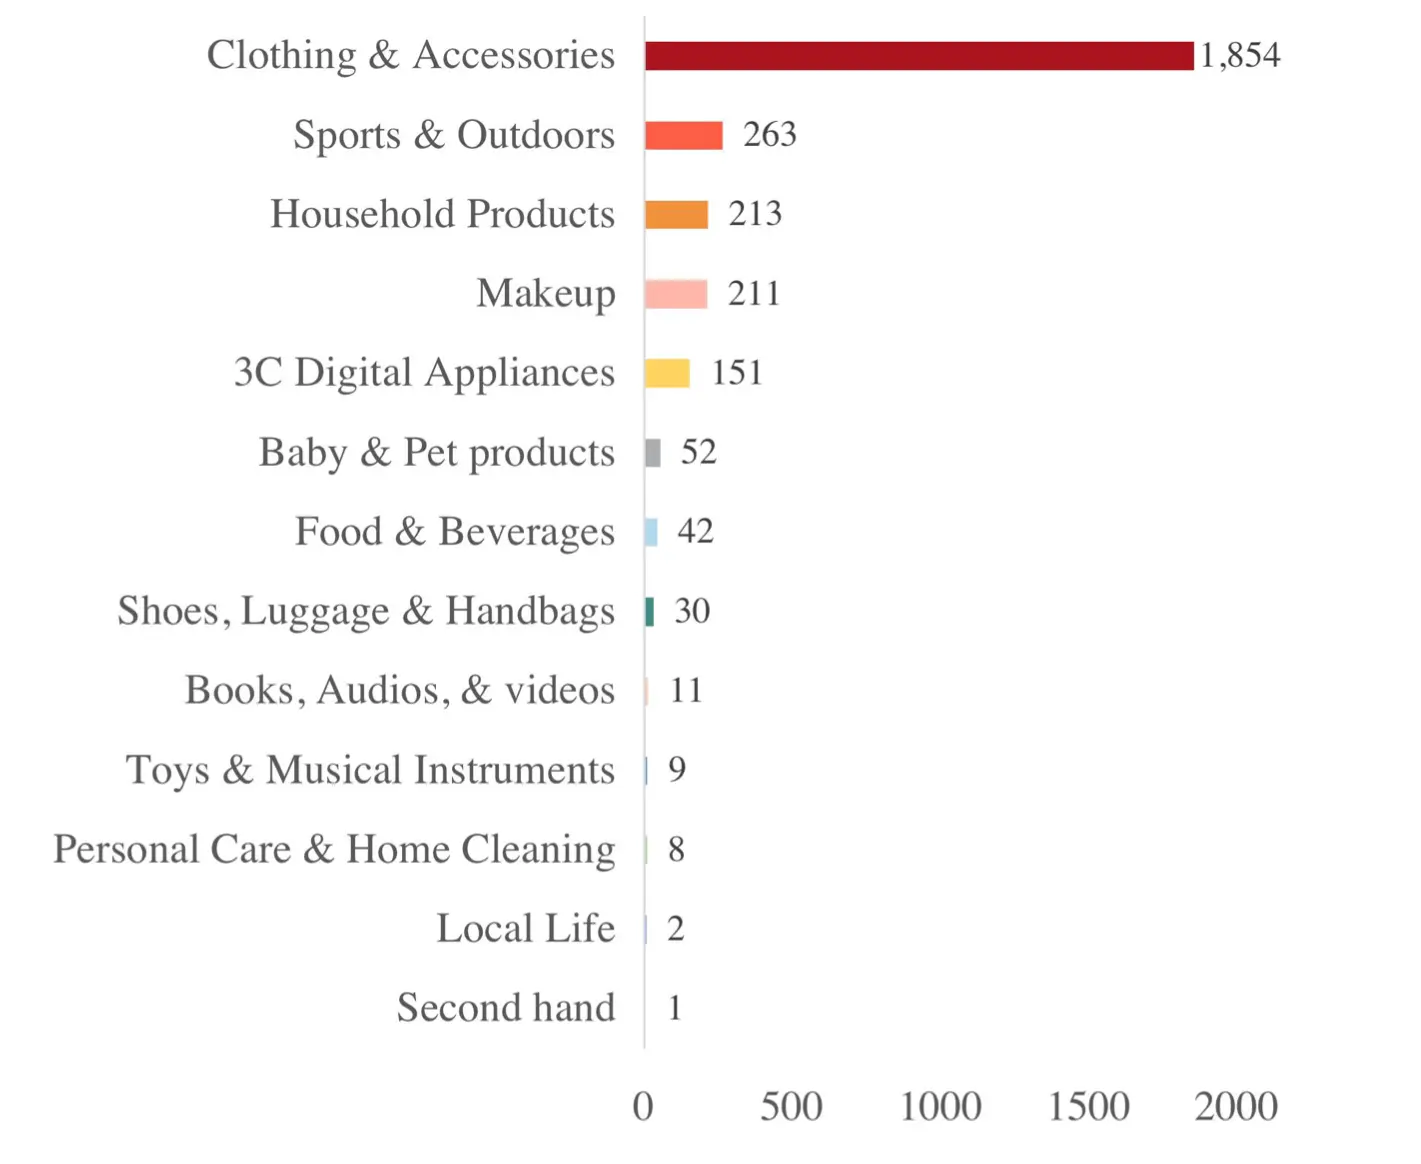 Clothing & Accessories 1,854
Sports & Outdoors 263
Household Products 213
Makeup 211
3C Digital Appliances 151
Baby & Pet products 52
Food & Beverages 42
Shoes, Luggage & Handbags 30
Books, Audios, & videos 11
Toys & Musical Instruments 9
Personal Care & Home Cleaning 8
Local Life 2
Second hand 1
0 500 1000 1500 2000